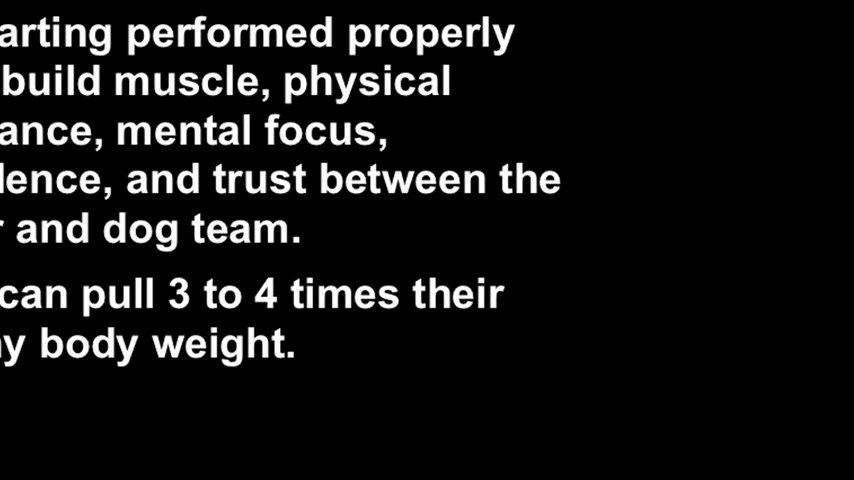 arting performed properly
build muscle, physical
ance, mental focus,
lence, and trust between the
r and dog team.
can pull 3 to 4 times their
y body weight.